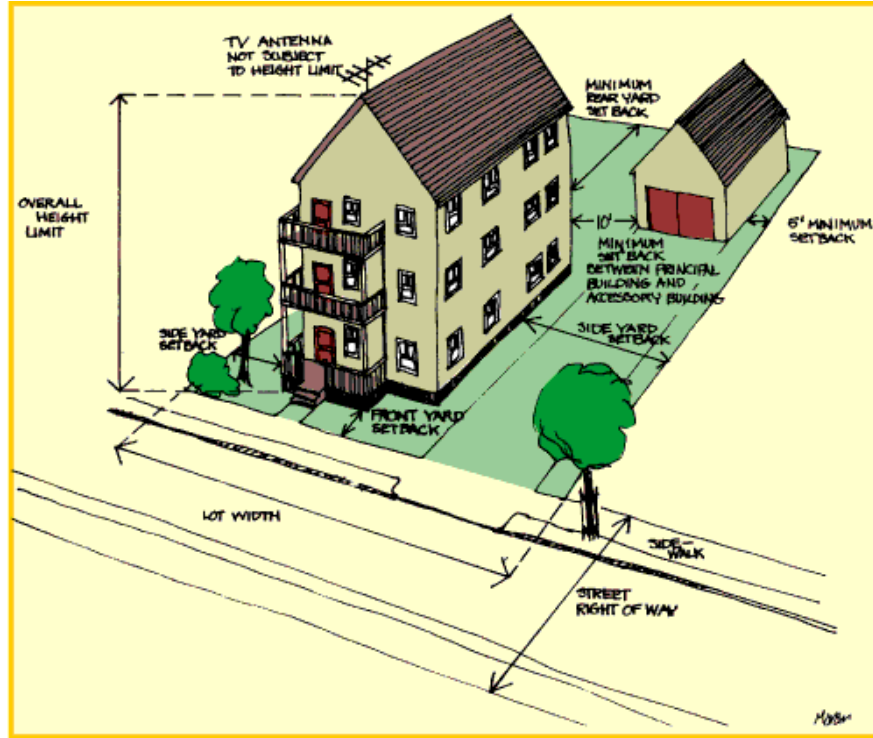 TV ANTENNA
NOT SUBJECT
TO HEIGHT LIMIT
MINIMUM
REAR YARD
SET BACK
OVERALL
HEIGHT
LIMIT
10'
5' MINIMUM
SETBACK
MINIMUM
SET BACK
BETWEEN PRINCIPAL
BUILDING AND
ACCESSORY BUILDING
SIDE YARD
SETBACK
SIDE YARD
SETBACK
FRONT YARD
SETBACK
LOT WIDTH
SIDE-
WALK
STREET
RIGHT OF WAY